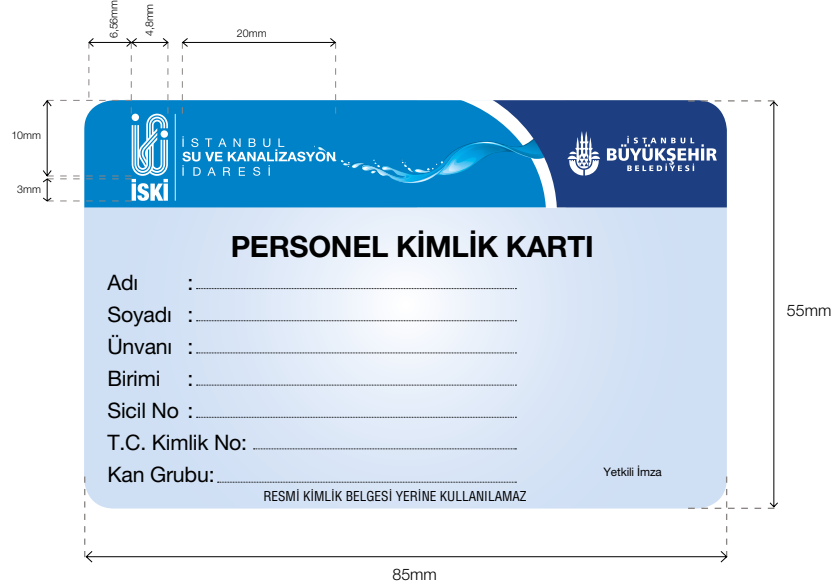 6,56mm
4,8mm
20mm
10mm
3mm
İSKİ
İSTANBUL
SU VE KANALİZASYON
İDARESİ
İSTANBUL
BÜYÜKŞEHİR
BELEDİYESİ
PERSONEL KİMLİK KARTI
Adı :
Soyadı :
Ünvanı :
Birimi :
Sicil No :
T.C. Kimlik No:
Kan Grubu:
Yetkili İmza
RESMİ KİMLİK BELGESİ YERİNE KULLANILAMAZ
55mm
85mm